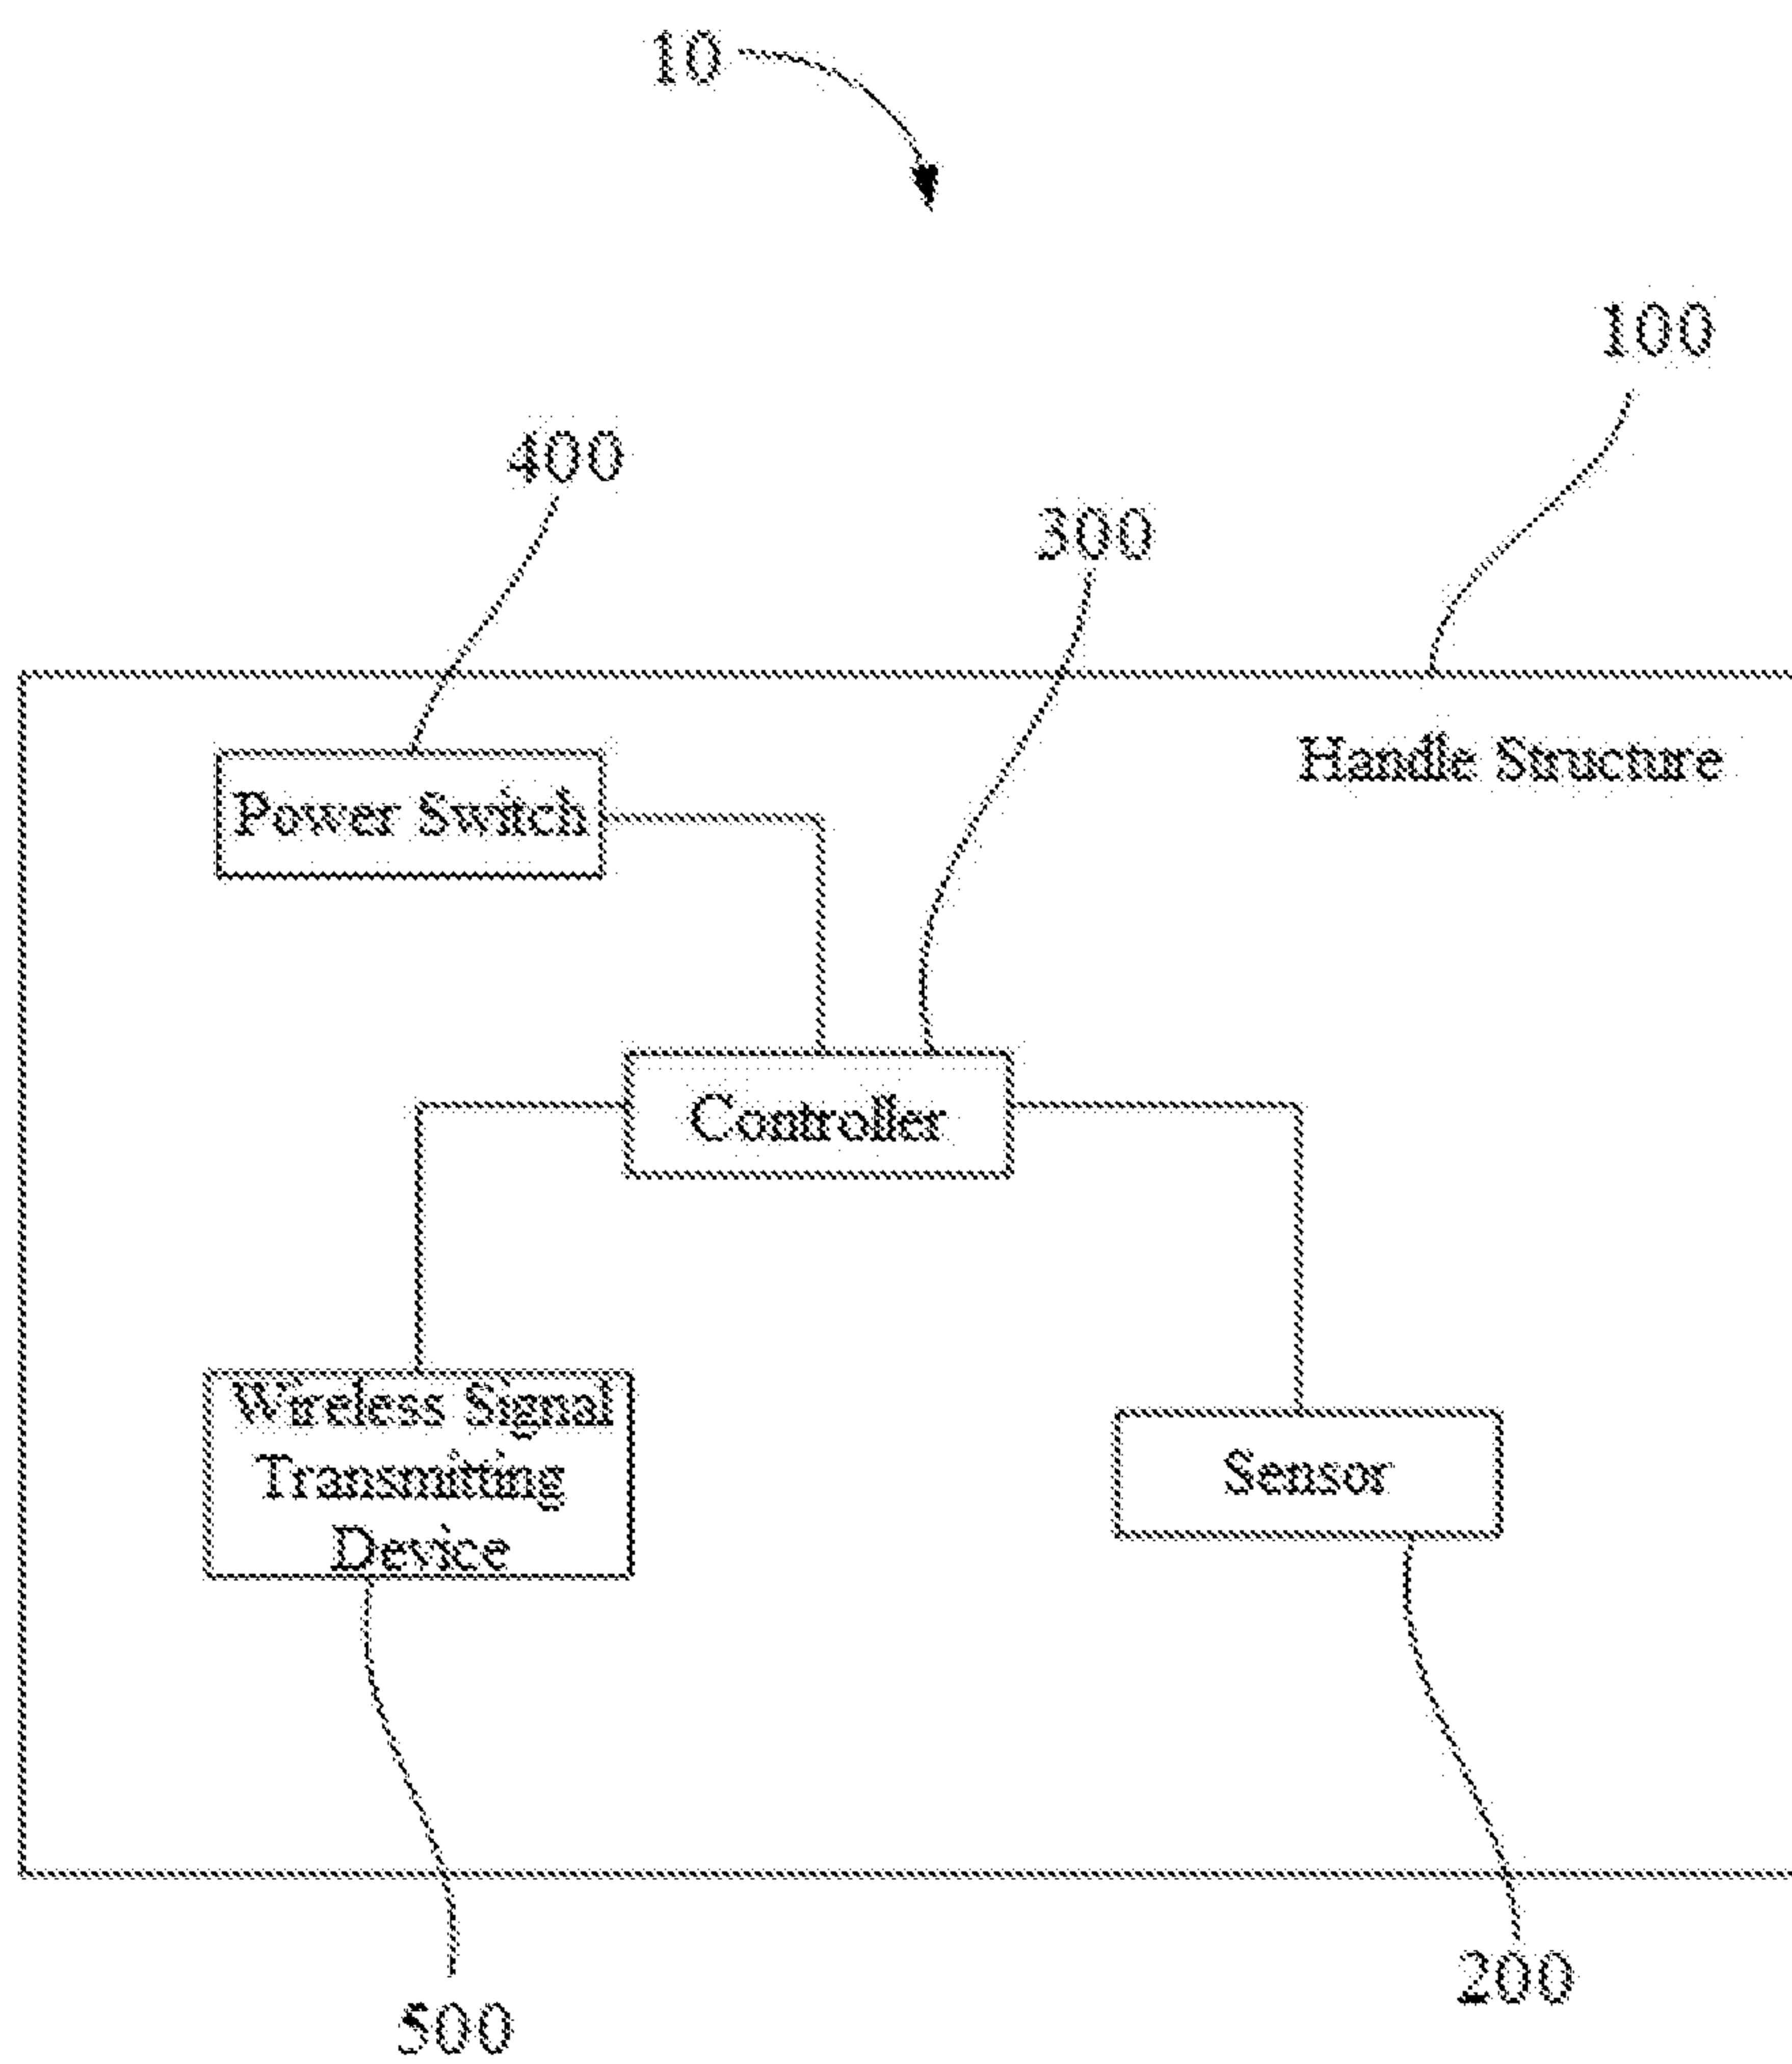 10
100
400
300
Handle Structure
Power Switch
Controller
Wireless Signal
Transmitting
Device
Sensor
200
500